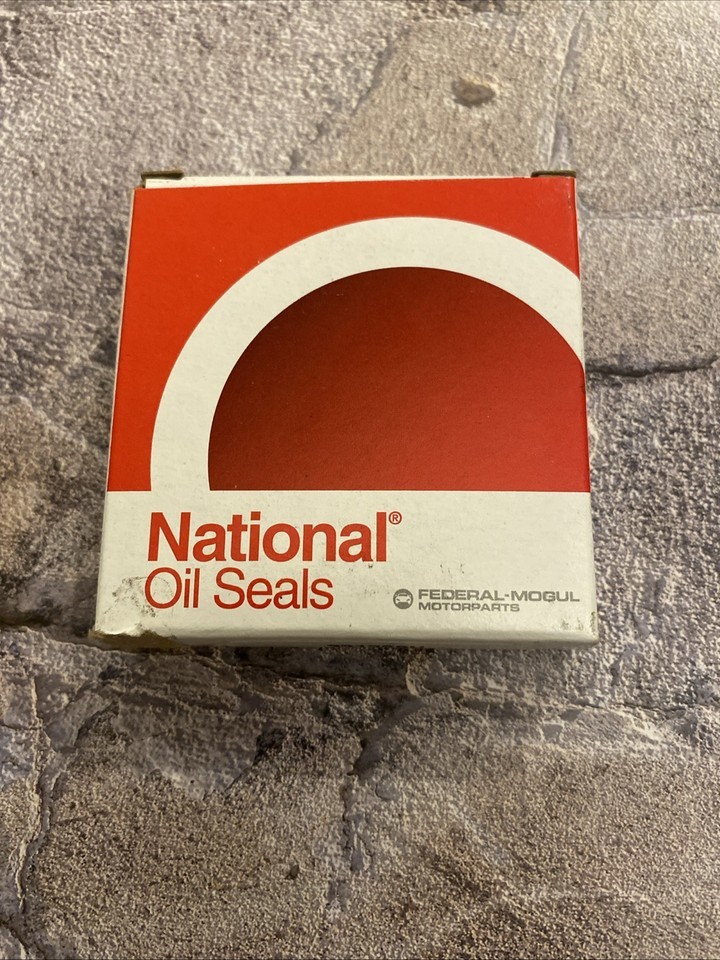 National®
Oil Seals
FEDERAL-MOGUL
MOTORPARTS